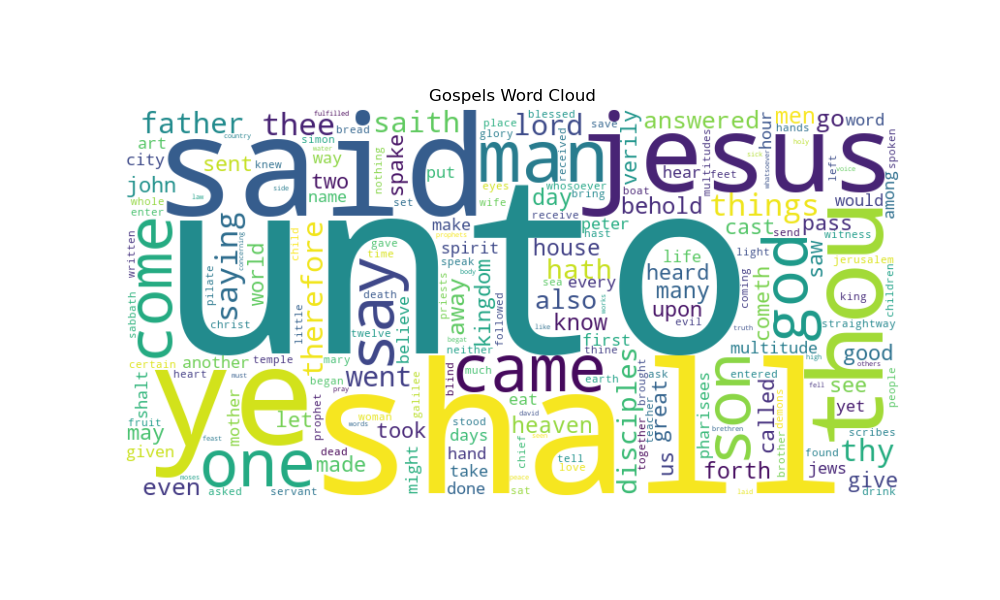 Gospels Word Cloud
father
thee
fulfilled
bread
simon
saith
said
man
jesus
unto
shall
ye
come
one
thou
god
lord
blessed
place
glory
save
received
verily
answered
men
go
word
hour
hands
multitudes
hear
feet
whatsoever
holy
sick
left
voice
spoken
among
would
country
art
city
sent
knew
way
water
nothing
spake
put
set
eyes
wife
whosoever
bring
boat
day
john
two
name
side
law
whole
enter
receive
behold
things
cast
send
pass
witness
written
saying
concerning
world
child
therefore
gave
time
say
make
prophets
spirit
speak
body
peter
hast
house
hath
every
sea
life
heard
many
upon
evil
light
coming
cometh
saw
jerusalem
king
children
straightway
truth
sabbath
pilate
christ
little
death
twelve
believe
priests
away
kingdom
followed
also
know
works
like
first
begat
neither
thine
multitude
good
others
high
people
certain
another
temple
mary
began
went
pray
galilee
blind
much
came
earth
disciples
brought
ask
entered
fell
see
yet
heart
must
shalt
fruit
may
given
mother
let
prophet
woman
words
took
stood
david
eat
heaven
days
hand
take
done
chief
sat
tell
love
together
teacher
us
great
pharisees
brethren
son
called
brother
demons
found
scribes
jews
thy
forth
give
drink
laid
even
moses
feast
asked
servant
dead
made
might
peace